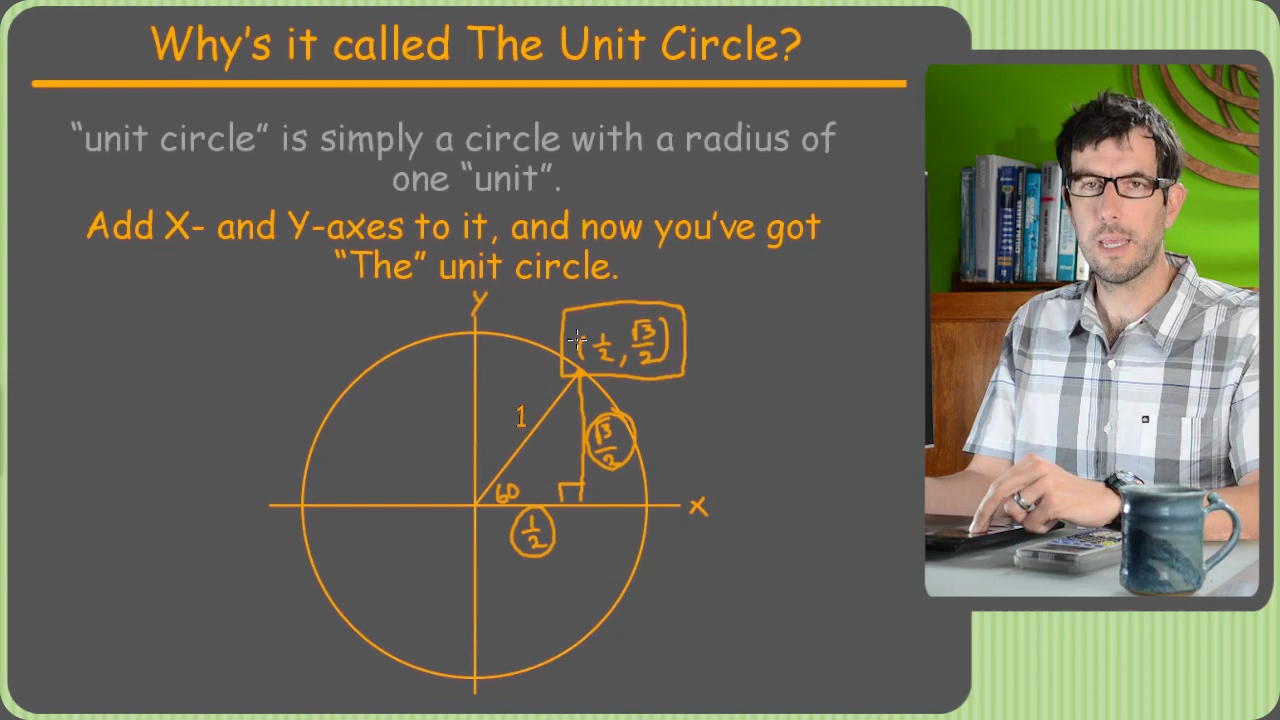 Why's it called The Unit Circle?
“unit circle” is simply a circle with a radius of
one “unit”.
Add X- and Y-axes to it, and now you've got
“The” unit circle.
Y
(1/2, √3/2)
1
√3/2
60
X
1/2